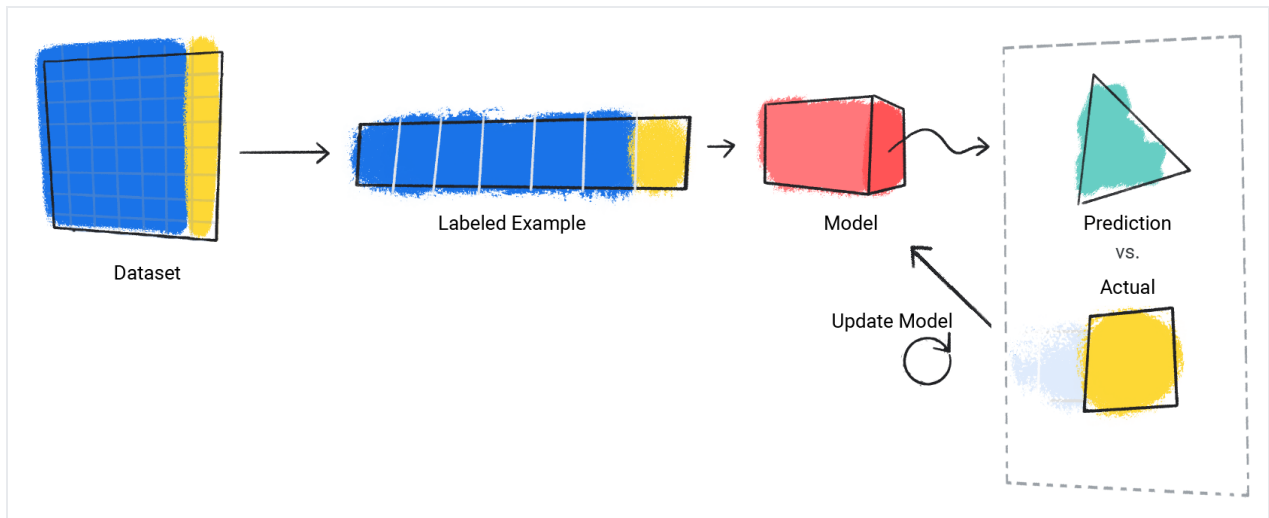 Dataset
Labeled Example
Model
Prediction
vs.
Actual
Update Model